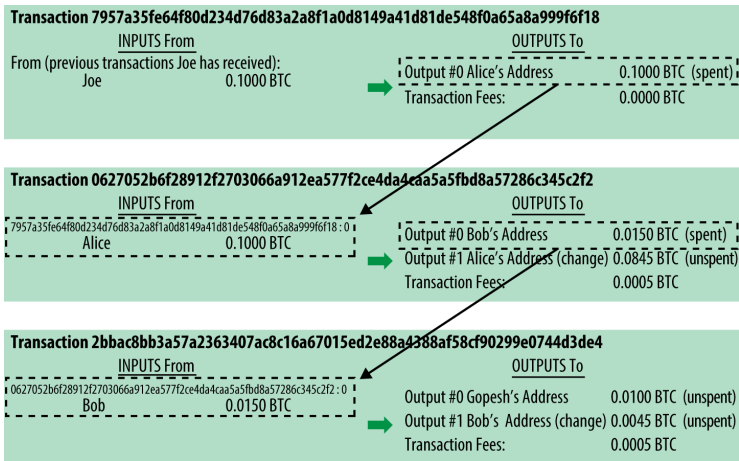 Transaction 7957a35fe64f80d234d76d83a2a8f1a0d8149a41d81de548f0a65a8a999f6f18
INPUTS From
OUTPUTS To
From (previous transactions Joe has received):
Joe 0.1000 BTC
Output #0 Alice's Address 0.1000 BTC (spent)
Transaction Fees: 0.0000 BTC
Transaction 0627052b6f28912f2703066a912ea577f2ce4da4caa5a5fbd8a57286c345c2f2
INPUTS From
OUTPUTS To
7957a35fe64f80d234d76d83a2a8f1a0d8149a41d81de548f0a65a8a999f6f18 : 0
Alice 0.1000 BTC
Output #0 Bob's Address 0.0150 BTC (spent)
Output #1 Alice's Address (change) 0.0845 BTC (unspent)
Transaction Fees: 0.0005 BTC
Transaction 2bbac8bb3a57a2363407ac8c16a67015ed2e88a4388af58cf90299e0744d3de4
INPUTS From
OUTPUTS To
0627052b6f28912f2703066a912ea577f2ce4da4caa5a5fbd8a57286c345c2f2 : 0
Bob 0.0150 BTC
Output #0 Gopesh's Address 0.0100 BTC (unspent)
Output #1 Bob's Address (change) 0.0045 BTC (unspent)
Transaction Fees: 0.0005 BTC